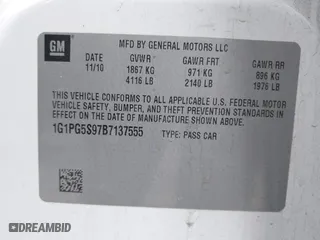 GM
MFD BY GENERAL MOTORS LLC
DATE GVWR GAWR FRT GAWR RR
11/10 1867 KG 971 KG 896 KG
4116 LB 2140 LB 1976 LB
THIS VEHICLE CONFORMS TO ALL APPLICABLE U.S. FEDERAL MOTOR VEHICLE
SAFETY, BUMPER, AND THEFT PREVENTION STANDARDS IN EFFECT ON THE
DATE OF MANUFACTURE SHOWN ABOVE.
1G1PG5S97B7137555 TYPE: PASS CAR
AUTOHELPERBOT.COM